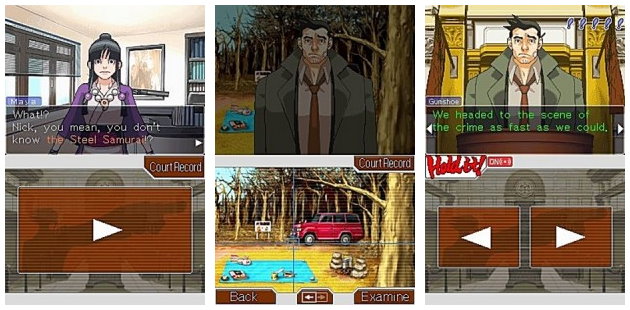 Maya
What!?
Nick, you mean, you don't
know the Steel Samurai!?
Court Record
Court Record
Back
Examine
Gumshoe
We headed to the scene of
the crime as fast as we could.
Hold it!